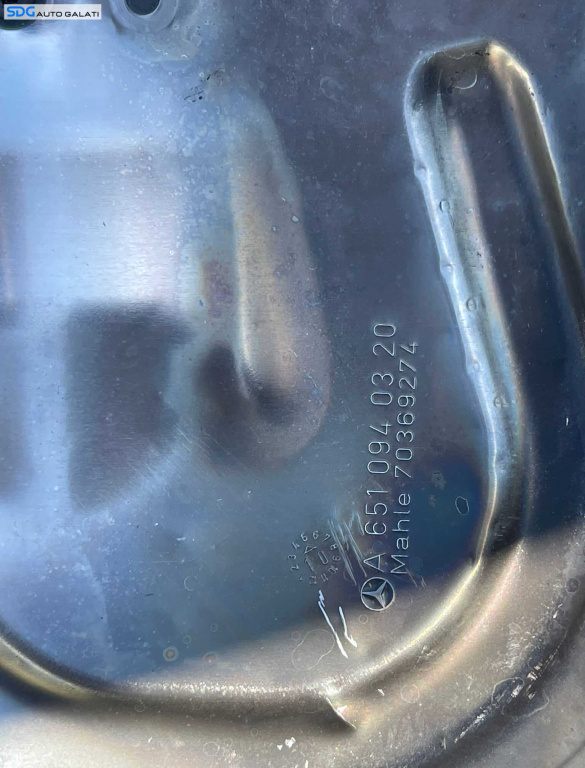 SDG AUTO GALATI
A 651 094 03 20
Mahle 70369274